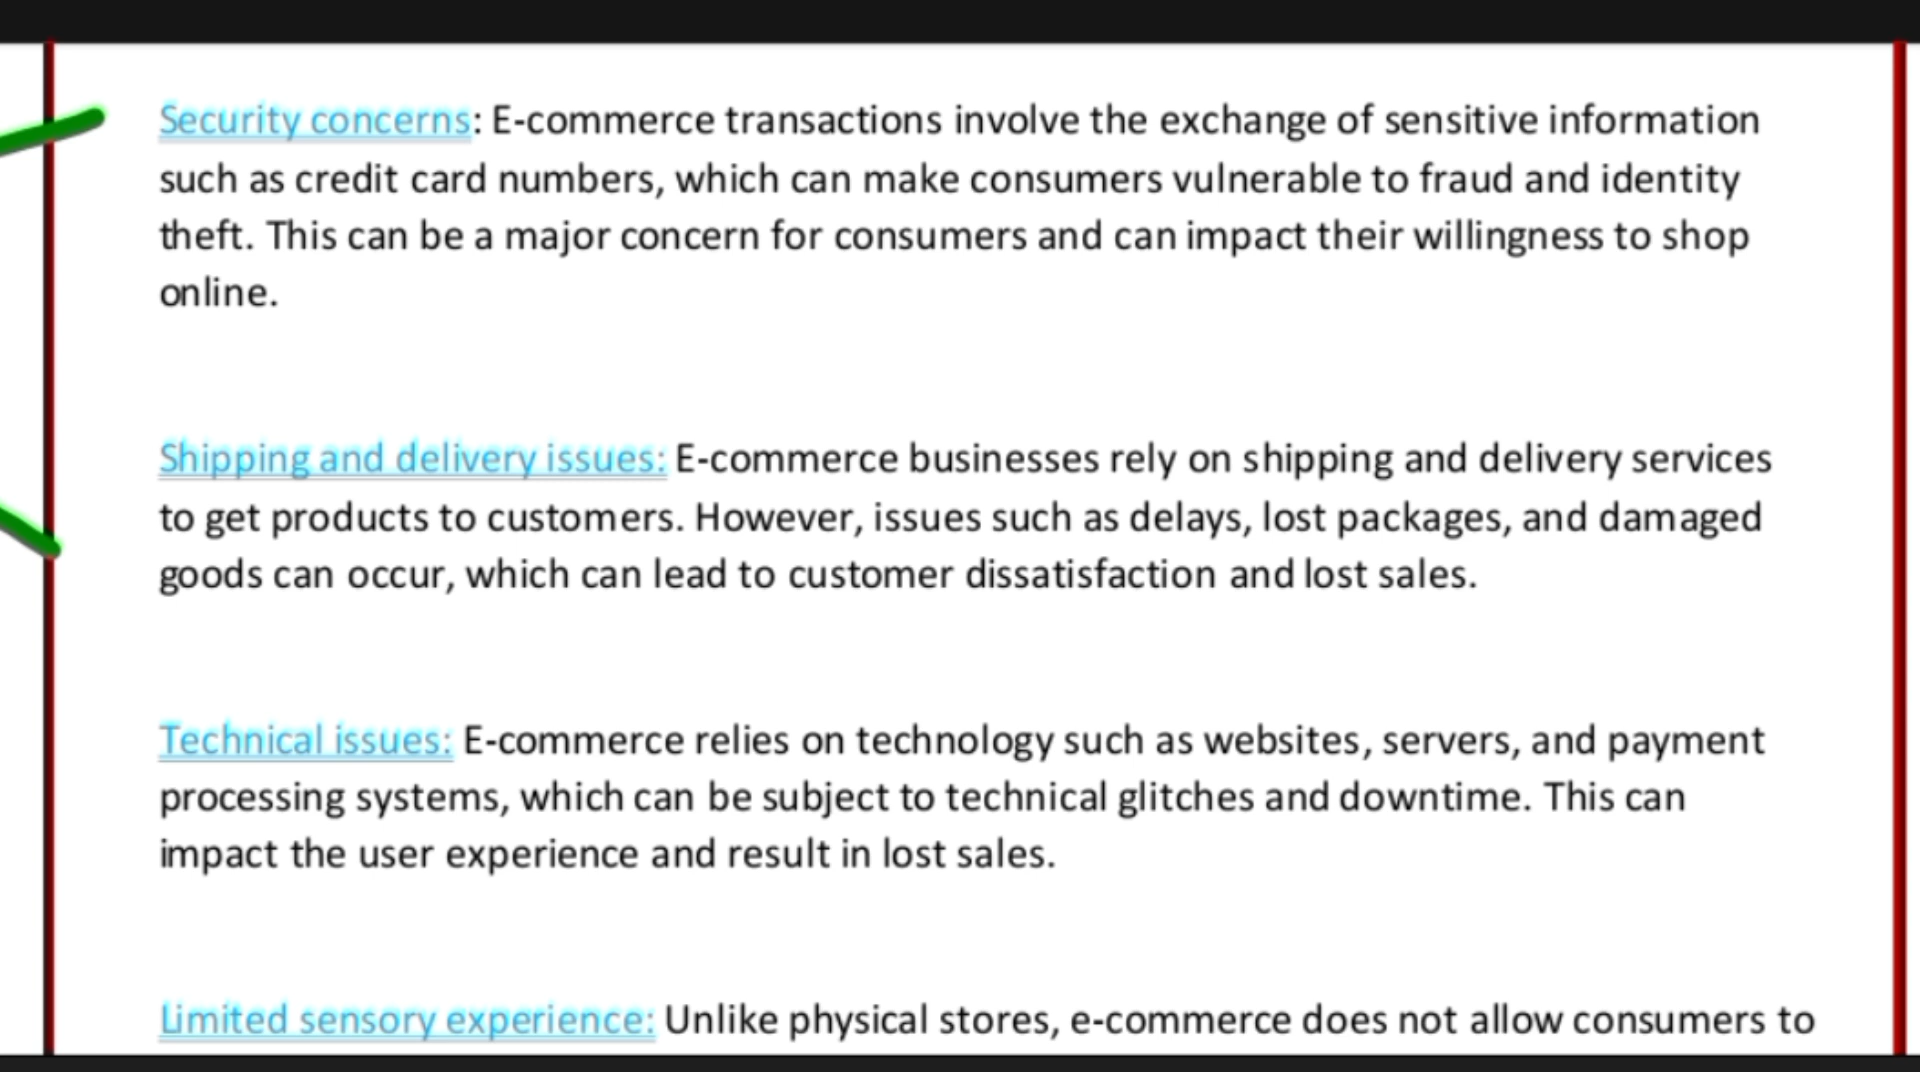 Security concerns: E-commerce transactions involve the exchange of sensitive information
such as credit card numbers, which can make consumers vulnerable to fraud and identity
theft. This can be a major concern for consumers and can impact their willingness to shop
online.
Shipping and delivery issues: E-commerce businesses rely on shipping and delivery services
to get products to customers. However, issues such as delays, lost packages, and damaged
goods can occur, which can lead to customer dissatisfaction and lost sales.
Technical issues: E-commerce relies on technology such as websites, servers, and payment
processing systems, which can be subject to technical glitches and downtime. This can
impact the user experience and result in lost sales.
Limited sensory experience: Unlike physical stores, e-commerce does not allow consumers to